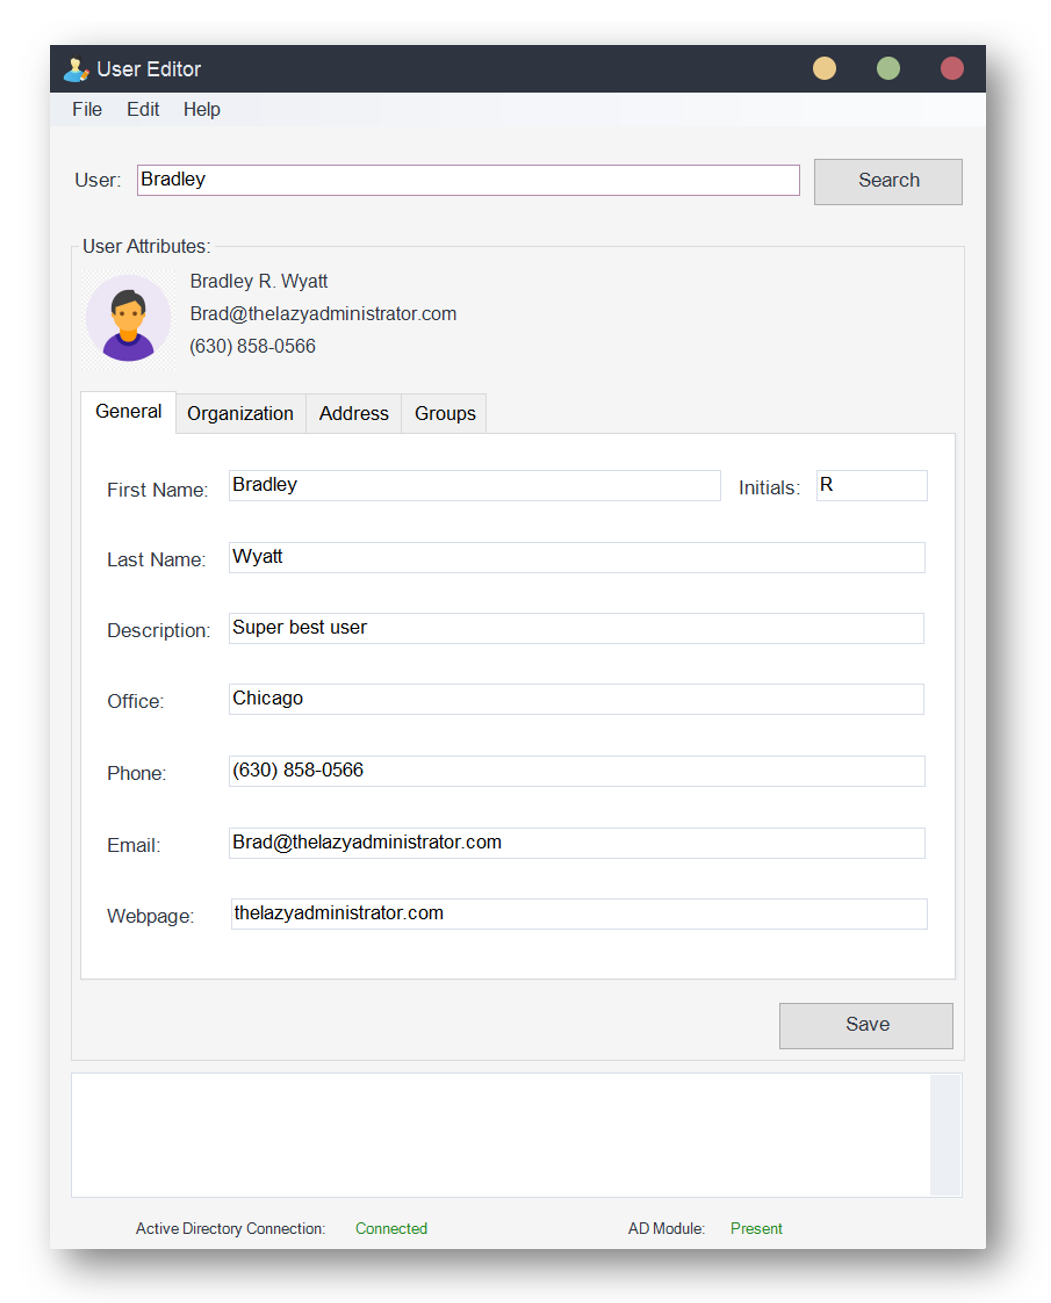 User Editor
File Edit Help
User: Bradley Search
User Attributes:
Bradley R. Wyatt
Brad@thelazyadministrator.com
(630) 858-0566
General Organization Address Groups
First Name: Bradley Initials: R
Last Name: Wyatt
Description: Super best user
Office: Chicago
Phone: (630) 858-0566
Email: Brad@thelazyadministrator.com
Webpage: thelazyadministrator.com
Save
Active Directory Connection: Connected AD Module: Present